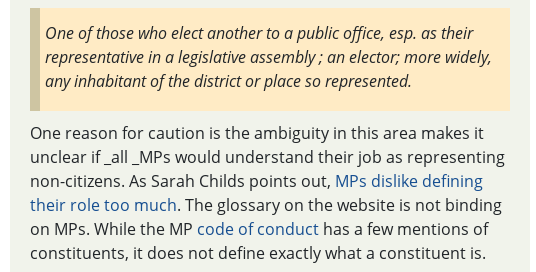 One of those who elect another to a public office, esp. as their
representative in a legislative assembly ; an elector; more widely,
any inhabitant of the district or place so represented.
One reason for caution is the ambiguity in this area makes it
unclear if _all _MPs would understand their job as representing
non-citizens. As Sarah Childs points out, MPs dislike defining
their role too much. The glossary on the website is not binding
on MPs. While the MP code of conduct has a few mentions of
constituents, it does not define exactly what a constituent is.